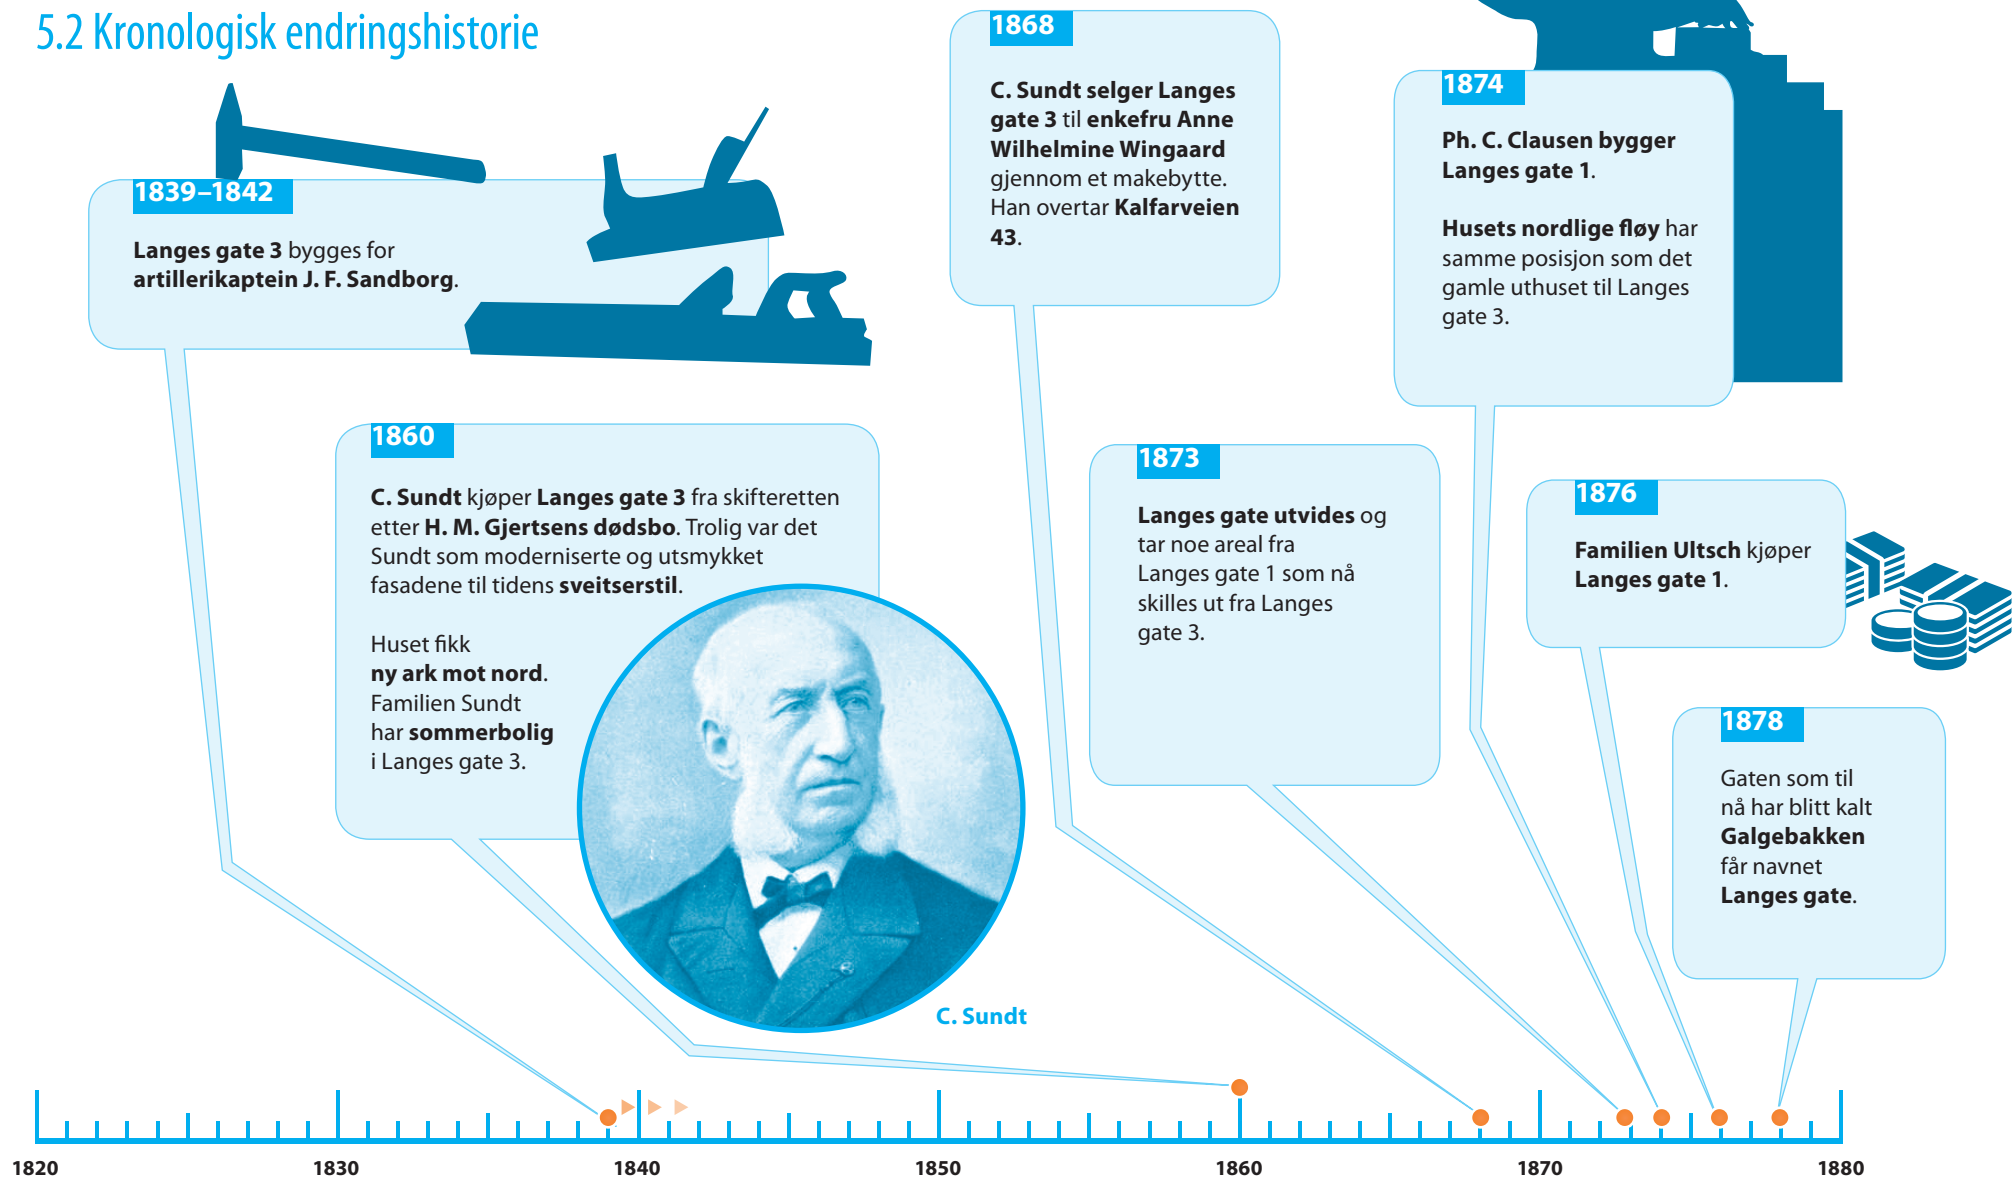 5.2 Kronologisk endringshistorie
1839–1842
Langes gate 3 bygges for
artillerikaptein J. F. Sandborg.
1860
C. Sundt kjøper Langes gate 3 fra skifteretten
etter H. M. Gjertsens dødsbo. Trolig var det
Sundt som moderniserte og utsmykket
fasadene til tidens sveitserstil.
Huset fikk
ny ark mot nord.
Familien Sundt
har sommerbolig
i Langes gate 3.
C. Sundt
1868
C. Sundt selger Langes
gate 3 til enkefru Anne
Wilhelmine Wingaard
gjennom et makebytte.
Han overtar Kalfarveien
43.
1873
Langes gate utvides og
tar noe areal fra
Langes gate 1 som nå
skilles ut fra Langes
gate 3.
1874
Ph. C. Clausen bygger
Langes gate 1.
Husets nordlige fløy har
samme posisjon som det
gamle uthuset til Langes
gate 3.
1876
Familien Ultsch kjøper
Langes gate 1.
1878
Gaten som til
nå har blitt kalt
Galgebakken
får navnet
Langes gate.
1820 1830 1840 1850 1860 1870 1880